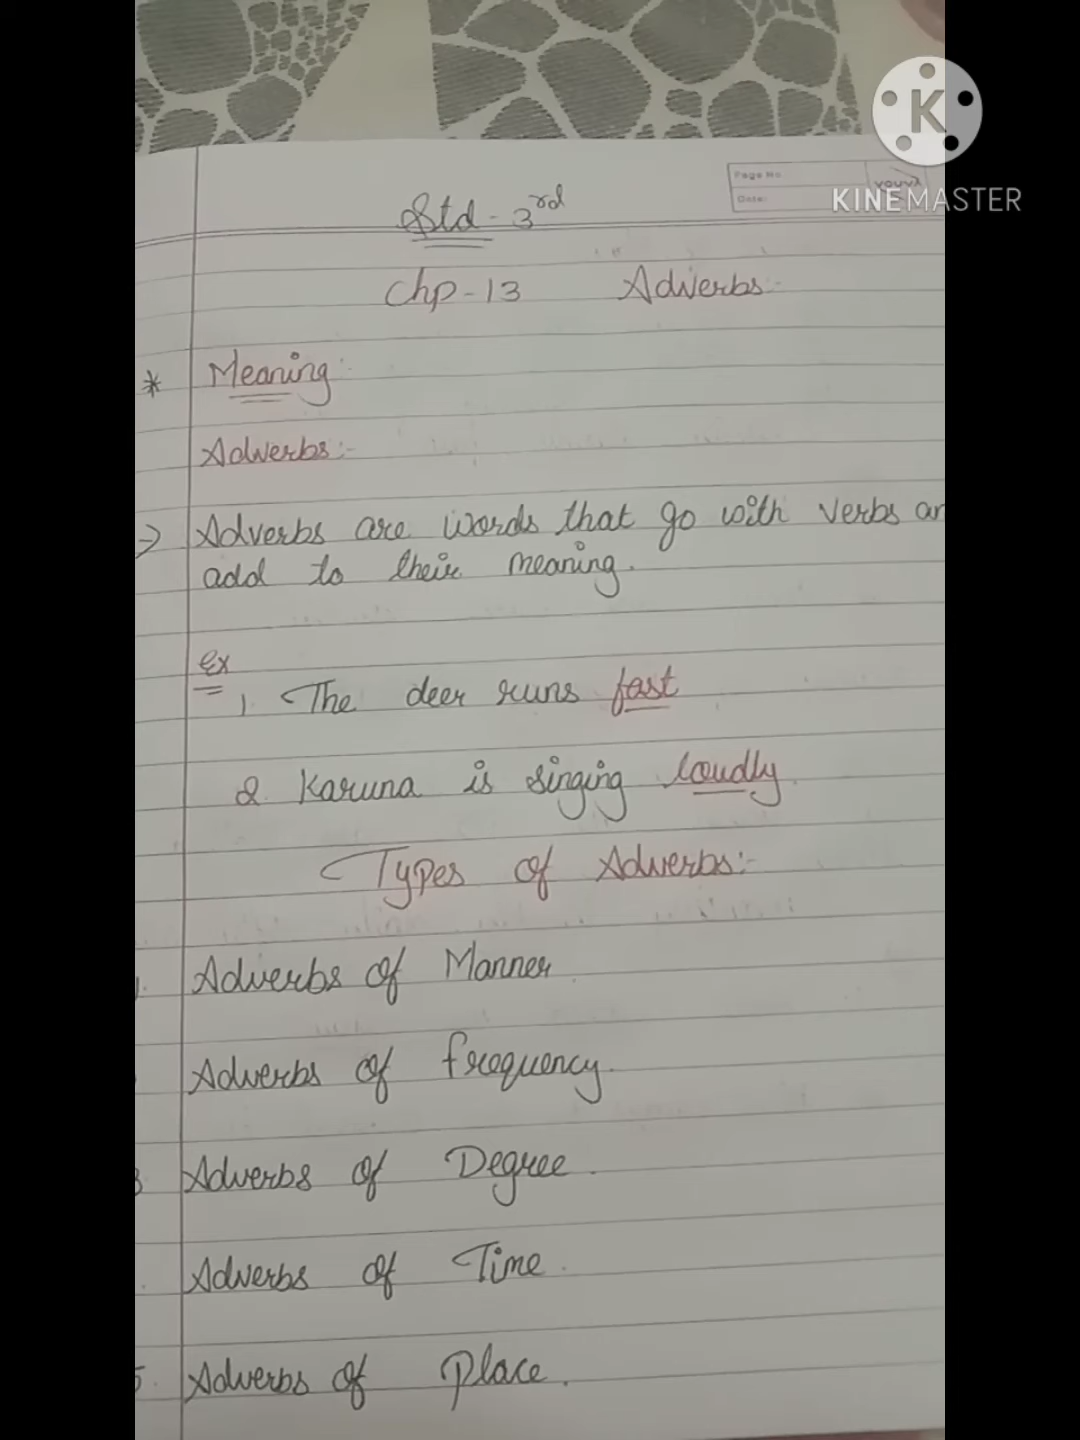 K
KINEMASTER
Page No.
Date:
youva
Std - 3rd
Chp - 13 Adverbs:-
* Meaning:
Adverbs:-
→ Adverbs are words that go with verbs an
add to their meaning.
Ex
1. The deer runs fast
2. Karuna is singing loudly.
Types of Adverbs:-
1. Adverbs of Manner.
Adverbs of frequency.
3 Adverbs of Degree.
Adverbs of Time.
5. Adverbs of Place.